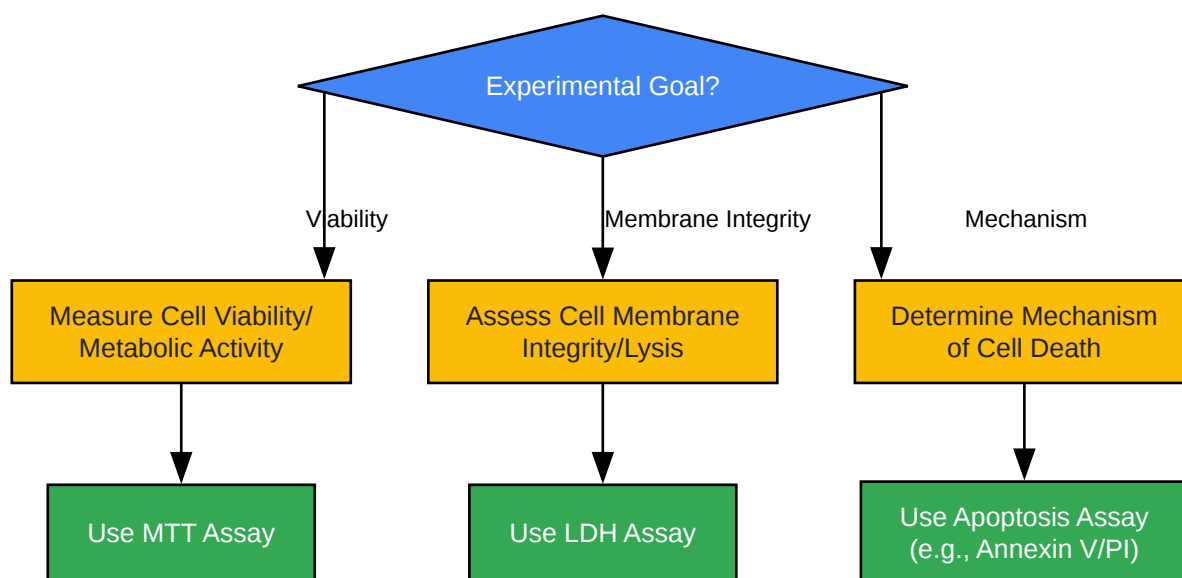 Experimental Goal?
Viability
Membrane Integrity
Mechanism
Measure Cell Viability/
Metabolic Activity
Assess Cell Membrane
Integrity/Lysis
Determine Mechanism
of Cell Death
Use MTT Assay
Use LDH Assay
Use Apoptosis Assay
(e.g., Annexin V/PI)